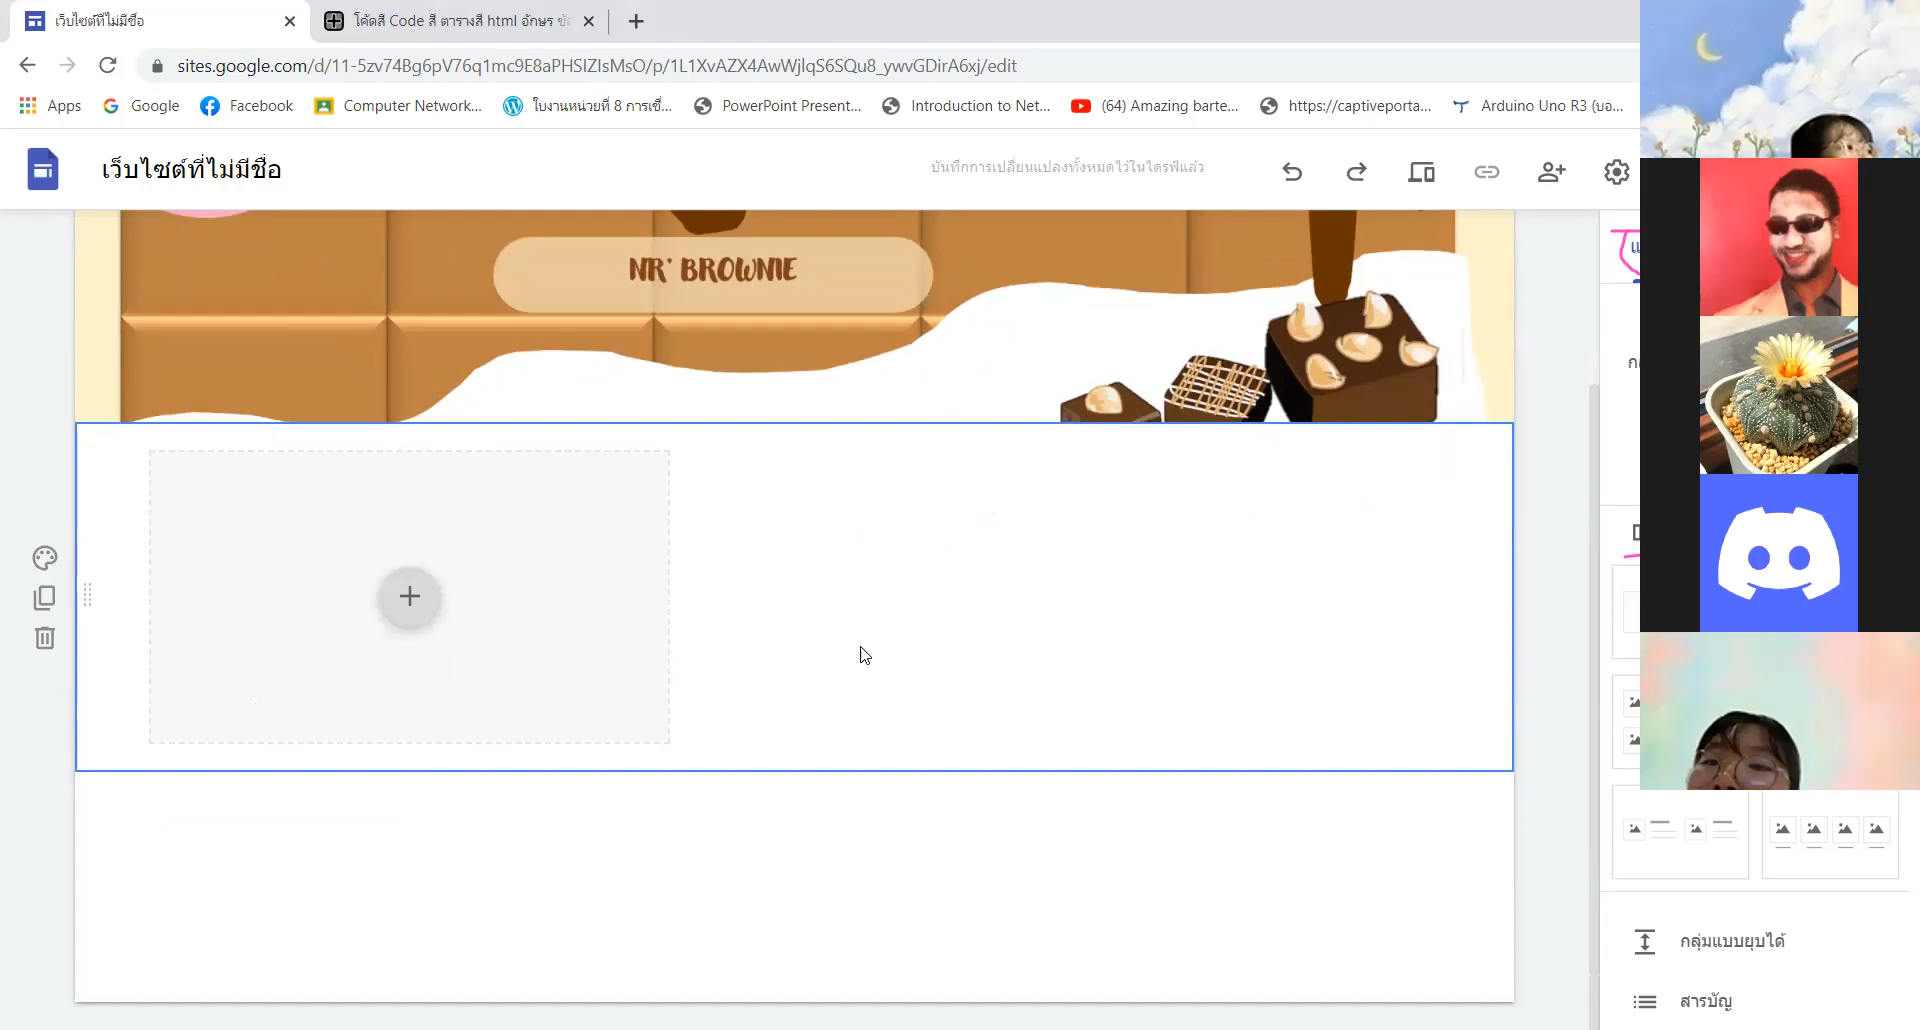 เว็บไซต์ที่ไม่มีชื่อ
โค้ดสี Code สี ตารางสี html อักษร
sites.google.com/d/11-5zv74Bg6pV76q1mc9E8aPHSIZIsMsO/p/1L1XvAZX4AwWjlqS6SQu8_ywvGDirA6xj/edit
Apps
Google
Facebook
Computer Network...
ใบงานหน่วยที่ 8 การเชื่...
PowerPoint Present...
Introduction to Net...
(64) Amazing barte...
https://captiveporta...
Arduino Uno R3 (บอ...
เว็บไซต์ที่ไม่มีชื่อ
บันทึกการเปลี่ยนแปลงทั้งหมดไว้ในไดรฟ์แล้ว
NR' BROWNIE
กลุ่มแบบยุบได้
สารบัญ